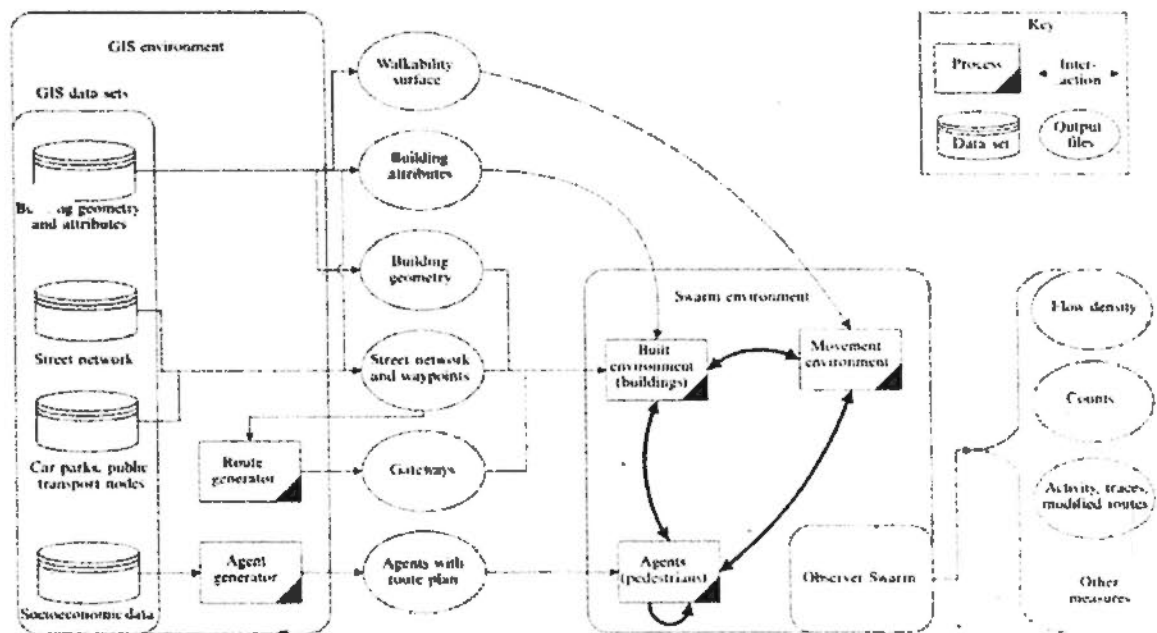 GIS environment
GIS data sets
Building geometry
and attributes
Street network
Car parks, public
transport nodes
Socioeconomic data
Route
generator
Agent
generator
Walkability
surface
Building
attributes
Building
geometry
Street network
and waypoints
Gateways
Agents with
route plan
Swarm environment
Built
environment
(buildings)
Movement
environment
Agents
(pedestrians)
Observer Swarm
Key
Process
Inter-
action
Data set
Output
files
Flow density
Counts
Activity, traces,
modified routes
Other
measures